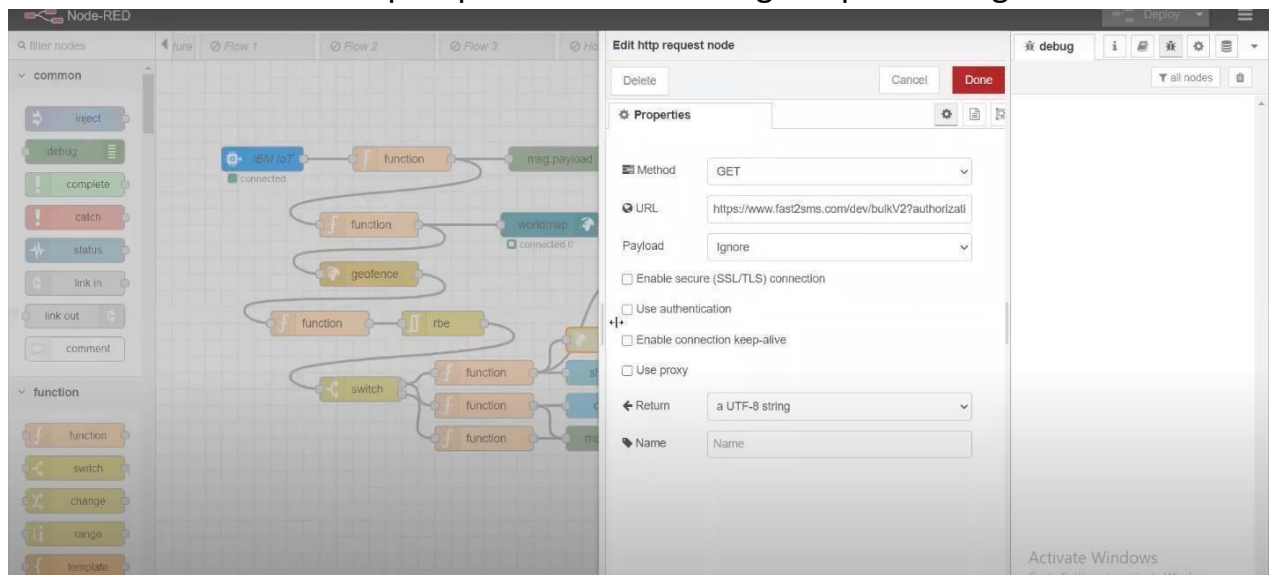 Node-RED
Deploy
filter nodes
ture
Flow 1
Flow 2
Flow 3
Edit http request node
debug
i
all nodes
common
Delete
Cancel
Done
Properties
inject
debug
complete
catch
status
link in
link out
comment
function
function
switch
change
range
template
IBM IoT
connected
function
msg.payload
function
worldmap
connected 0
geofence
function
rbe
switch
function
function
function
Method
GET
URL
https://www.fast2sms.com/dev/bulkV2?authorizati
Payload
Ignore
Enable secure (SSL/TLS) connection
Use authentication
Enable connection keep-alive
Use proxy
Return
a UTF-8 string
Name
Name
Activate Windows